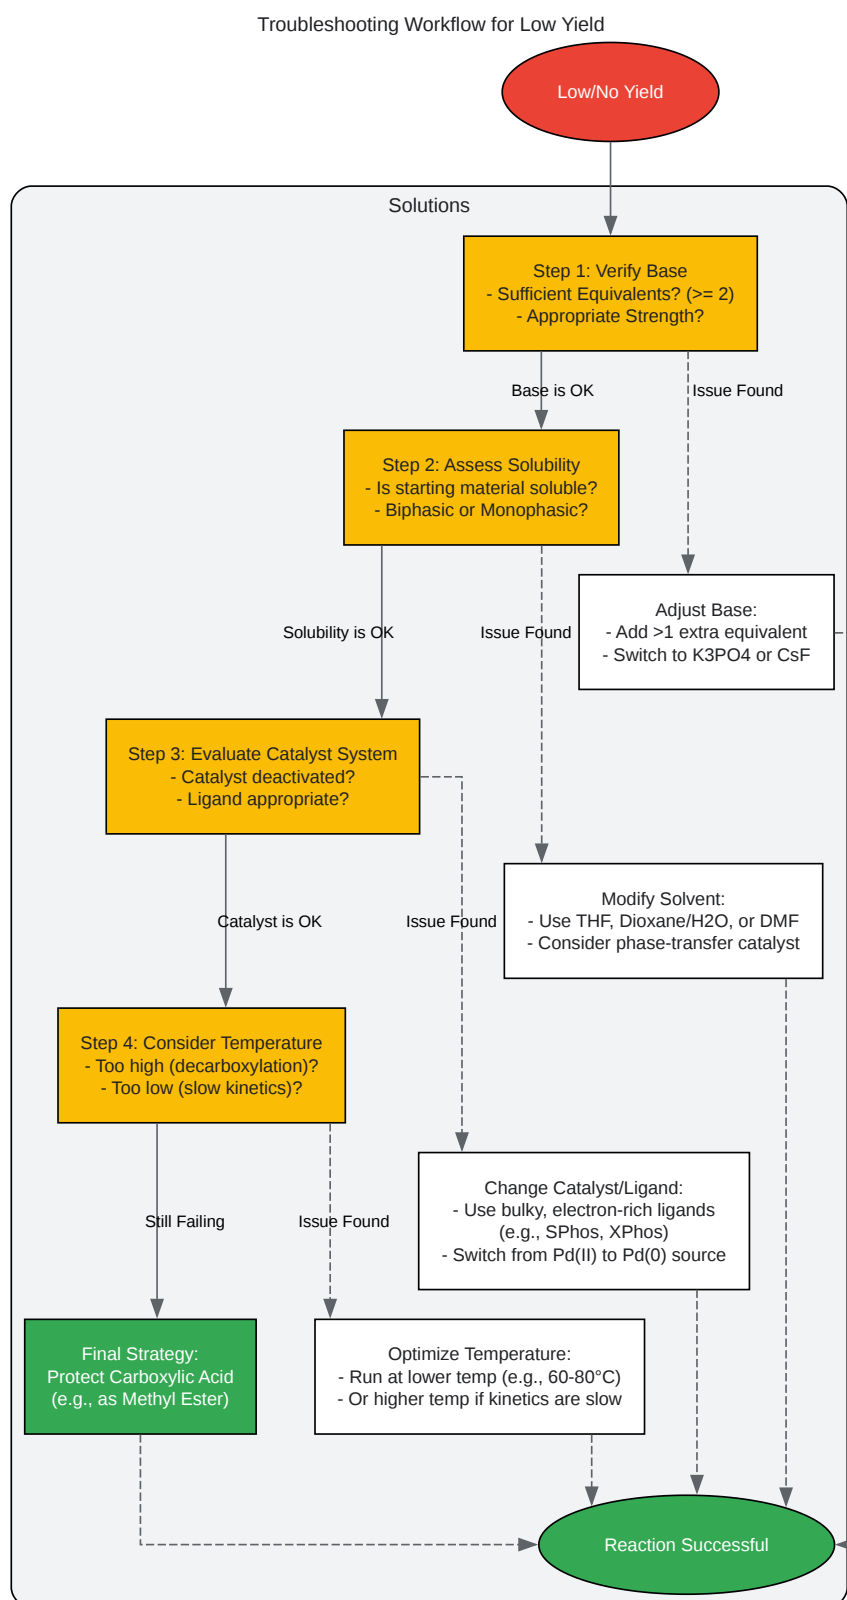 Troubleshooting Workflow for Low Yield
Low/No Yield
Solutions
Step 1: Verify Base
- Sufficient Equivalents? (>= 2)
- Appropriate Strength?
Base is OK
Issue Found
Step 2: Assess Solubility
- Is starting material soluble?
- Biphasic or Monophasic?
Adjust Base:
- Add >1 extra equivalent
- Switch to K3PO4 or CsF
Solubility is OK
Issue Found
Step 3: Evaluate Catalyst System
- Catalyst deactivated?
- Ligand appropriate?
Modify Solvent:
- Use THF, Dioxane/H2O, or DMF
- Consider phase-transfer catalyst
Catalyst is OK
Issue Found
Step 4: Consider Temperature
- Too high (decarboxylation)?
- Too low (slow kinetics)?
Change Catalyst/Ligand:
- Use bulky, electron-rich ligands
(e.g., SPhos, XPhos)
- Switch from Pd(II) to Pd(0) source
Still Failing
Issue Found
Final Strategy:
Protect Carboxylic Acid
(e.g., as Methyl Ester)
Optimize Temperature:
- Run at lower temp (e.g., 60-80°C)
- Or higher temp if kinetics are slow
Reaction Successful